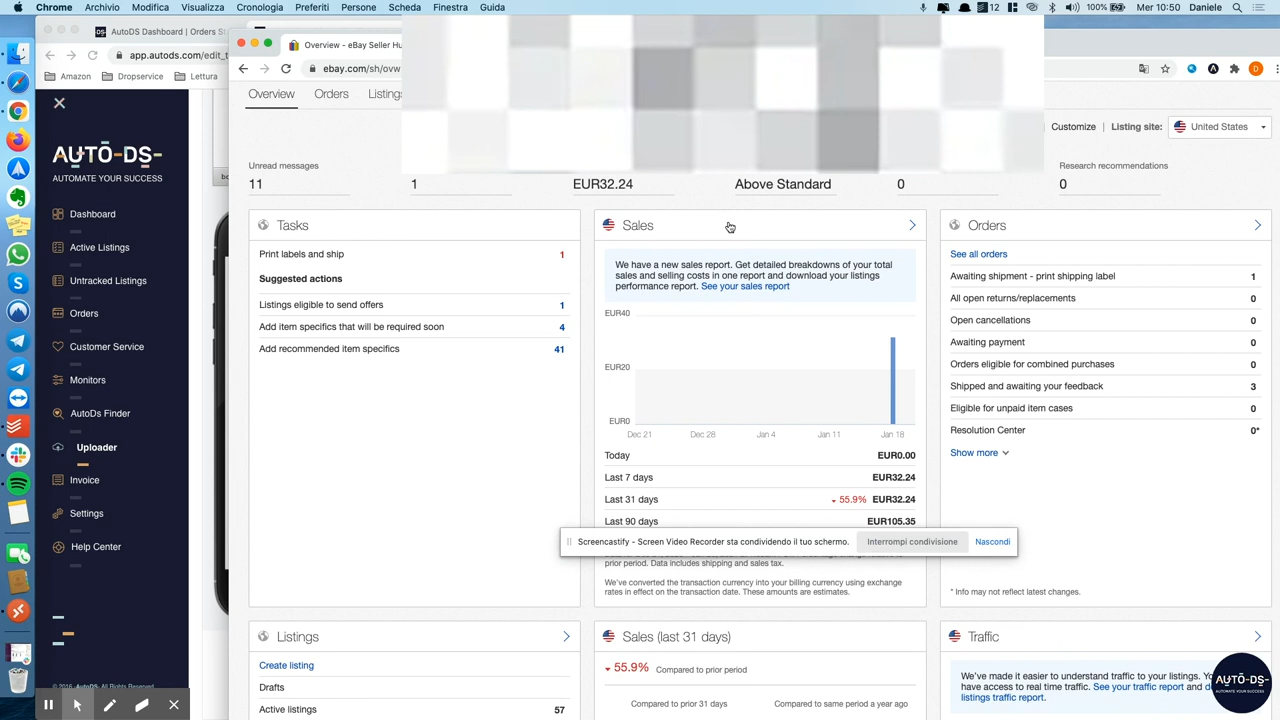 Chrome
Cronologia
Preferiti
Persone
Scheda
Finestra
Guida
100%
Mer 10:50
Daniele
AutoDS Dashboard | Orders
app.autods.com/edit_t
Amazon
Dropservice
Lettura
Overview - eBay Seller Hu
ebay.com/sh/ovw
AUTO-DS-
AUTOMATE YOUR SUCCESS
Dashboard
Active Listings
Untracked Listings
Orders
Customer Service
Monitors
AutoDs Finder
Uploader
Invoice
Settings
Help Center
© 2016 AutoDS. All Rights Reserved
Overview
Orders
Listings
Customize
Listing site:
United States
Unread messages
11
1
EUR32.24
Above Standard
0
Research recommendations
0
Tasks
Print labels and ship 1
Suggested actions
Listings eligible to send offers 1
Add item specifics that will be required soon 4
Add recommended item specifics 41
Sales
We have a new sales report. Get detailed breakdowns of your total
sales and selling costs in one report and download your listings
performance report. See your sales report
EUR40
EUR20
EUR0
Dec 21 Dec 28 Jan 4 Jan 11 Jan 18
Today EUR0.00
Last 7 days EUR32.24
Last 31 days 55.9% EUR32.24
Last 90 days EUR105.35
Screencastify - Screen Video Recorder sta condividendo il tuo schermo.
Interrompi condivisione
Nascondi
prior period. Data includes shipping and sales tax.
We've converted the transaction currency into your billing currency using exchange
rates in effect on the transaction date. These amounts are estimates.
Orders
See all orders
Awaiting shipment - print shipping label 1
All open returns/replacements 0
Open cancellations 0
Awaiting payment 0
Orders eligible for combined purchases 0
Shipped and awaiting your feedback 3
Eligible for unpaid item cases 0
Resolution Center 0*
Show more
* Info may not reflect latest changes.
Listings
Create listing
Drafts
Active listings 57
Sales (last 31 days)
55.9% Compared to prior period
Compared to prior 31 days
Compared to same period a year ago
Traffic
We've made it easier to understand traffic to your listings.
have access to real time traffic. See your traffic report and
listings traffic report.
AUTO-DS-
AUTOMATE YOUR SUCCESS